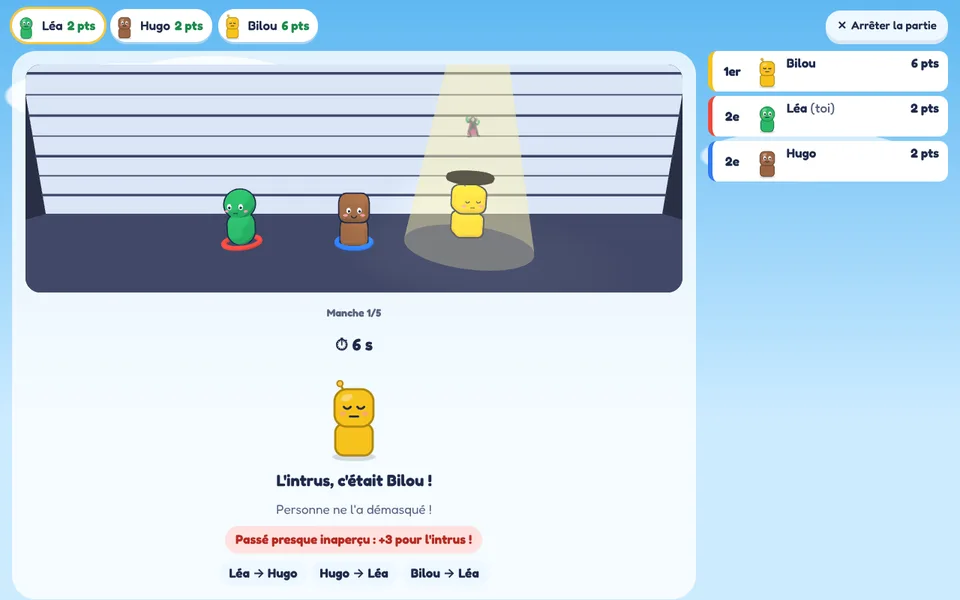 Léa 2 pts
Hugo 2 pts
Bilou 6 pts
✕ Arrêter la partie
1er Bilou 6 pts
2e Léa (toi) 2 pts
2e Hugo 2 pts
Manche 1/5
⏱ 6 s
L'intrus, c'était Bilou !
Personne ne l'a démasqué !
Passé presque inaperçu : +3 pour l'intrus !
Léa → Hugo
Hugo → Léa
Bilou → Léa